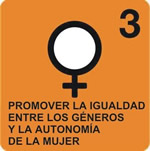 3
PROMOVER LA IGUALDAD
ENTRE LOS GÉNEROS
Y LA AUTONOMÍA
DE LA MUJER